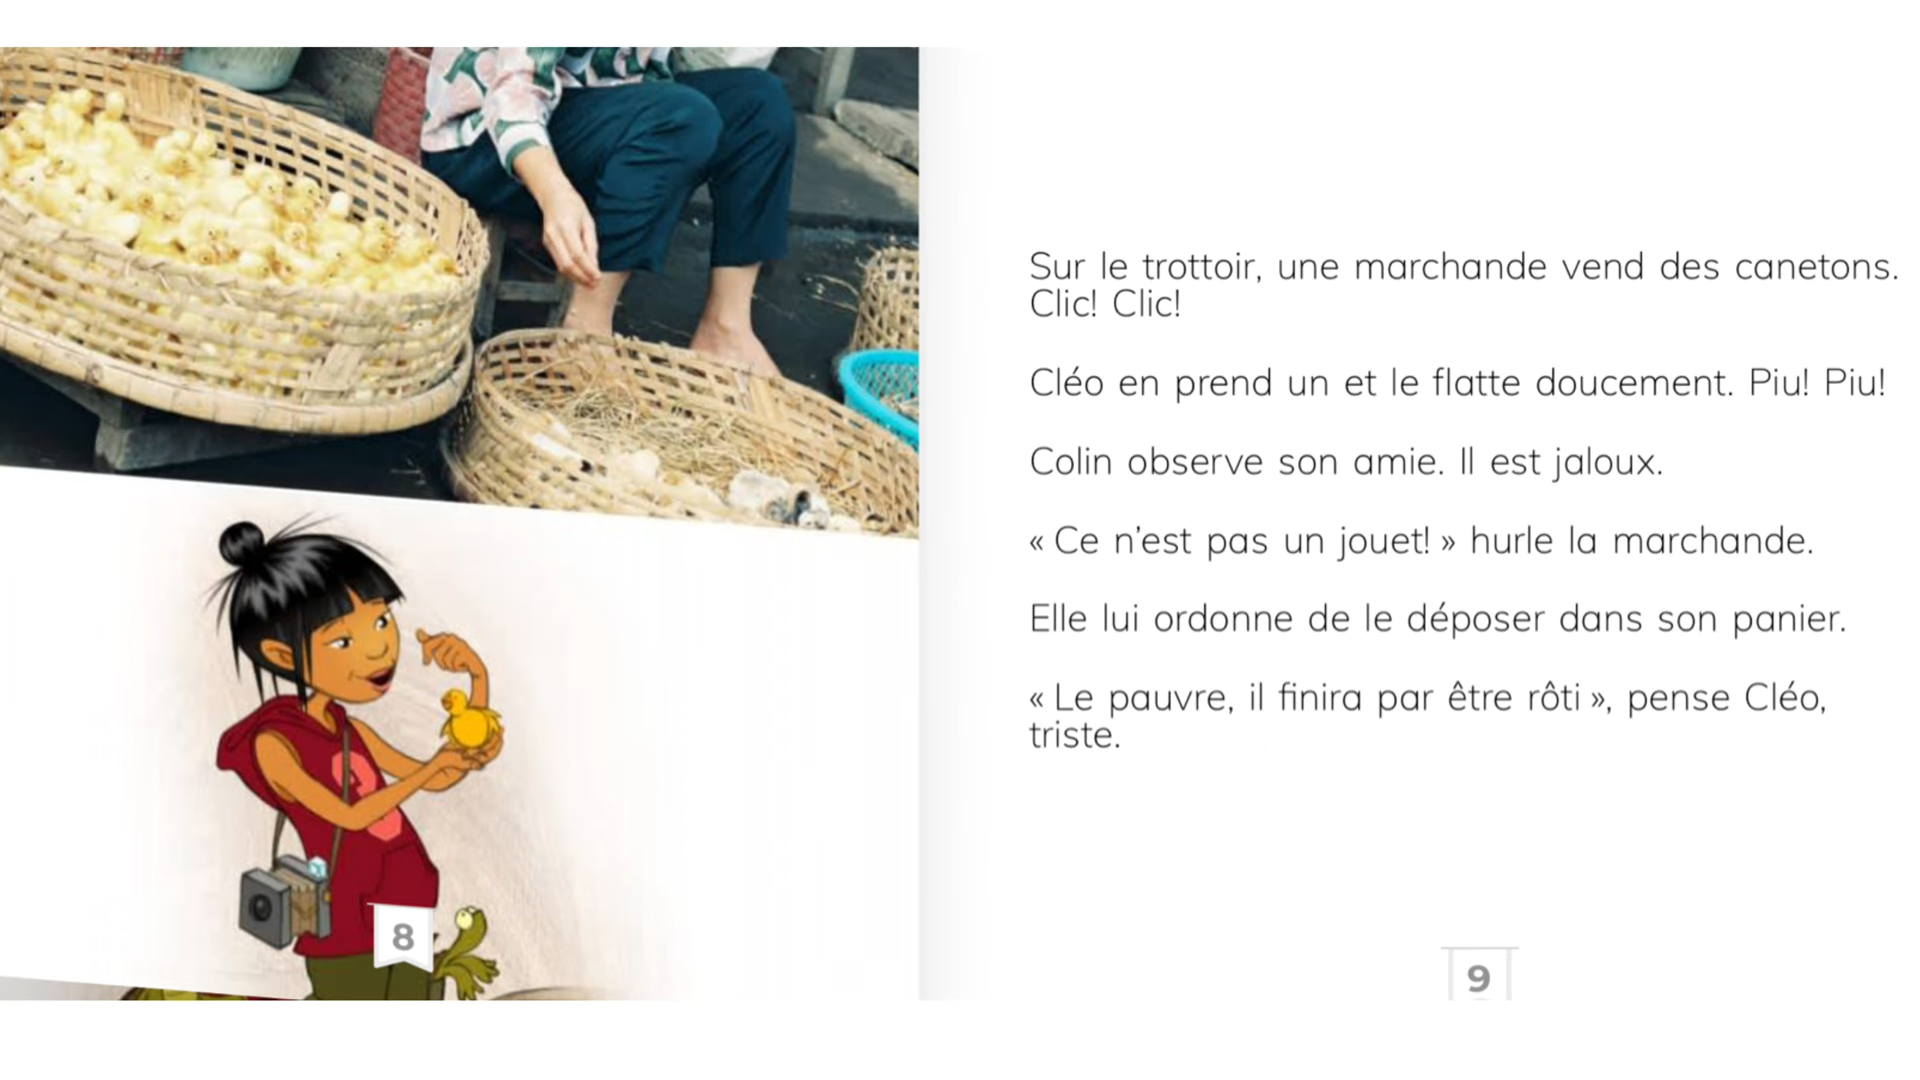 Sur le trottoir, une marchande vend des canetons.
Clic! Clic!
Cléo en prend un et le flatte doucement. Piu! Piu!
Colin observe son amie. Il est jaloux.
« Ce n'est pas un jouet! » hurle la marchande.
Elle lui ordonne de le déposer dans son panier.
« Le pauvre, il finira par être rôti », pense Cléo,
triste.
8
9